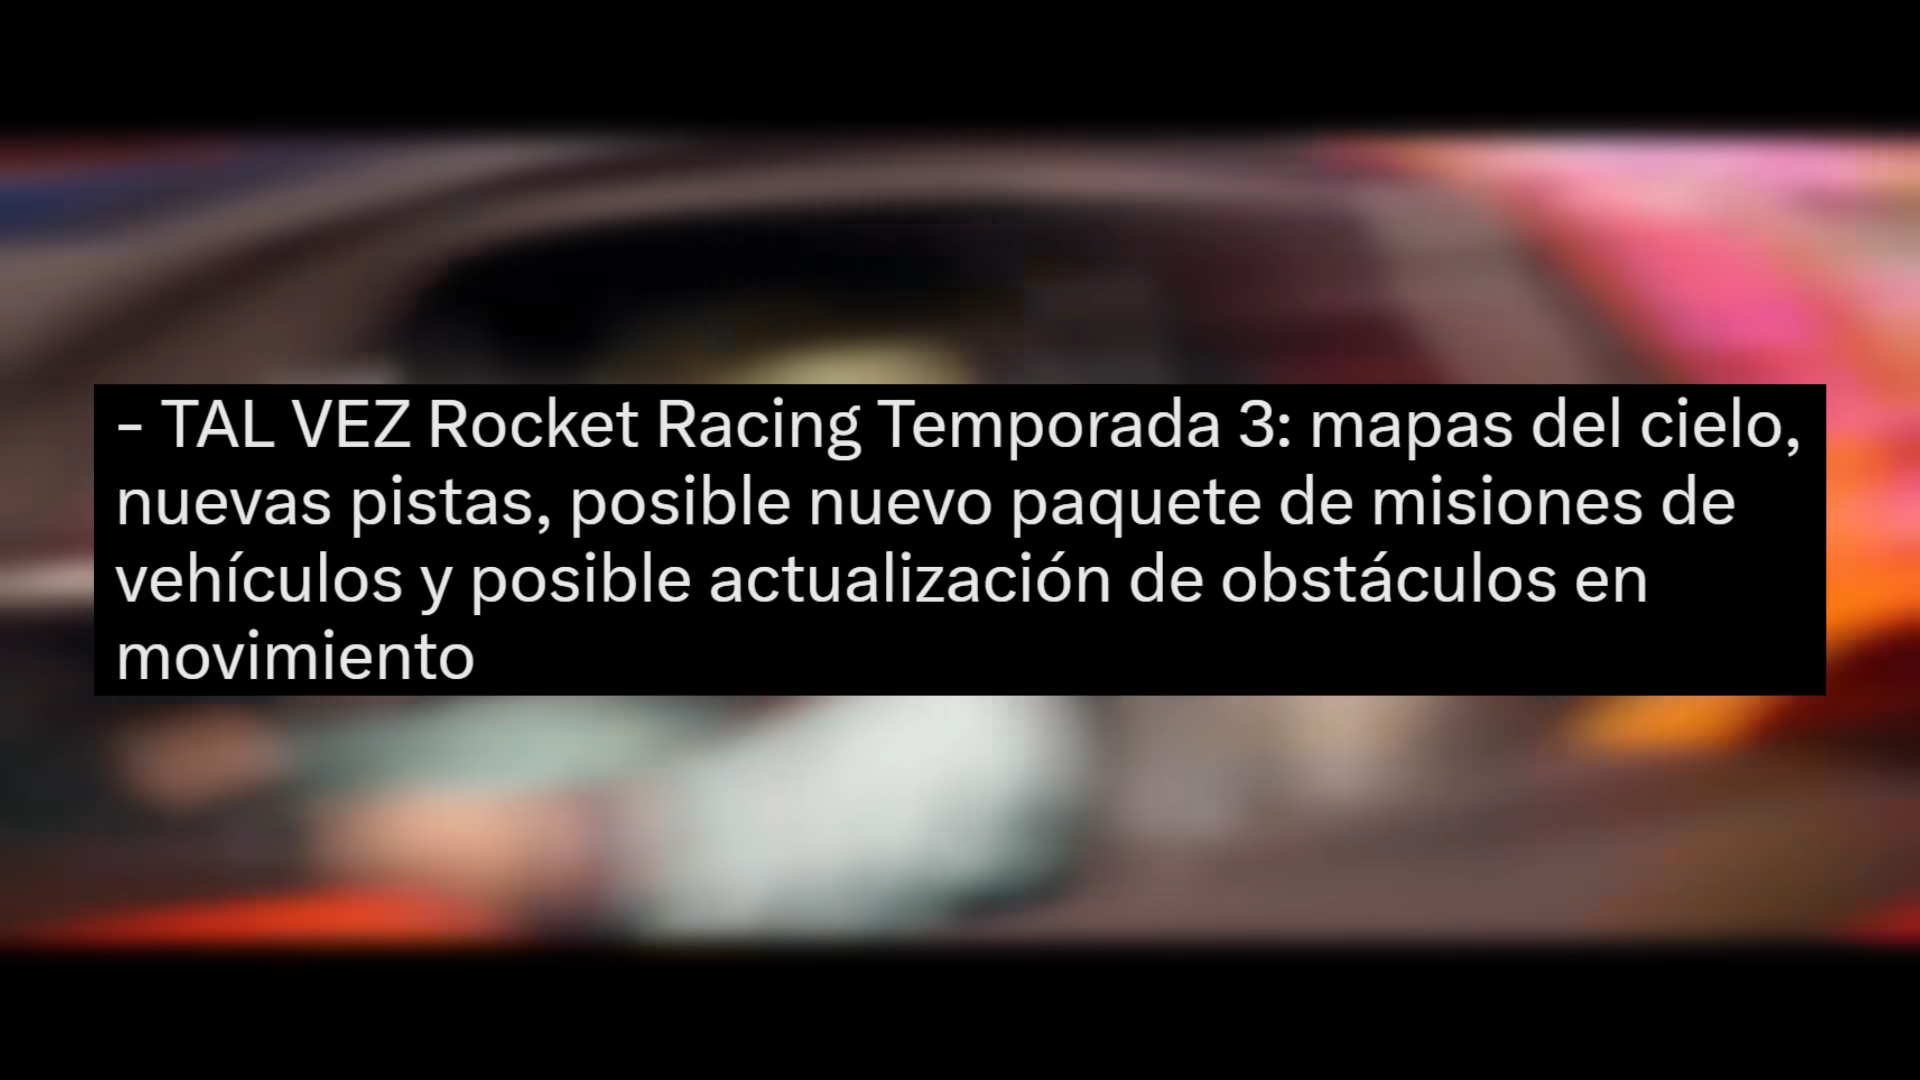 - TAL VEZ Rocket Racing Temporada 3: mapas del cielo,
nuevas pistas, posible nuevo paquete de misiones de
vehículos y posible actualización de obstáculos en
movimiento